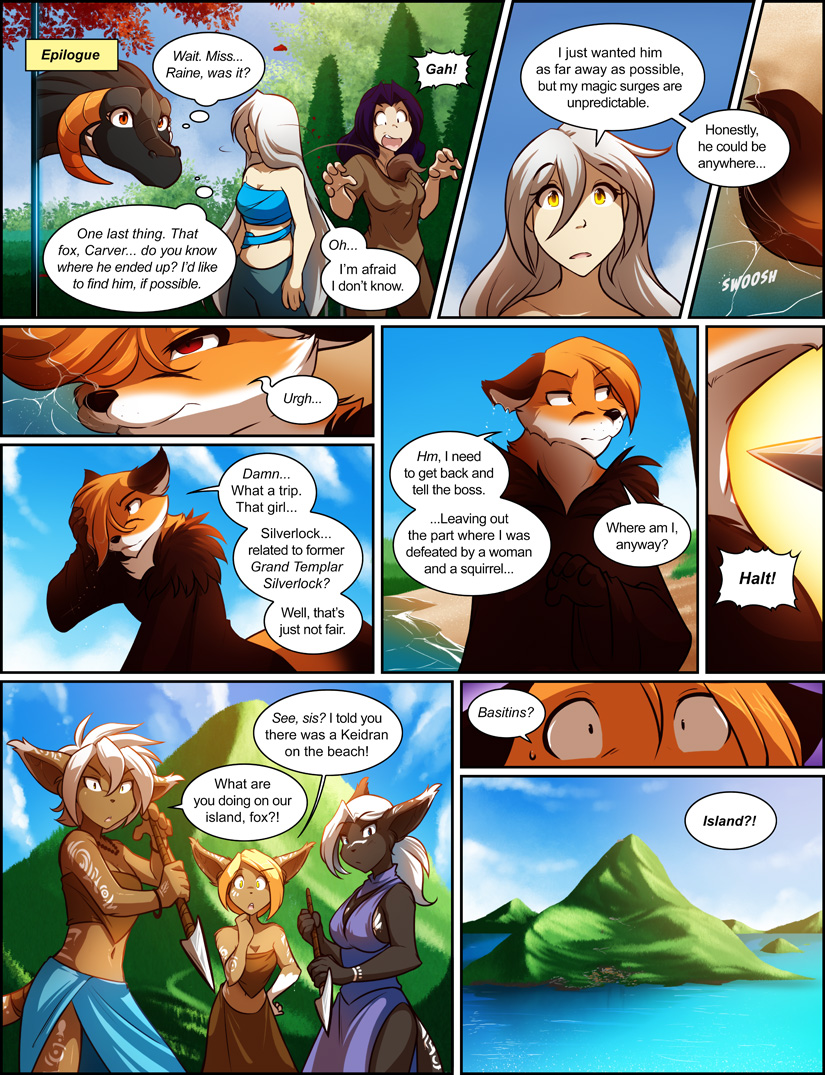 Epilogue
Wait. Miss...
Raine, was it?
Gah!
One last thing. That
fox, Carver... do you know
where he ended up? I'd like
to find him, if possible.
Oh...
I'm afraid
I don't know.
I just wanted him
as far away as possible,
but my magic surges are
unpredictable.
Honestly,
he could be
anywhere...
SWOOSH
Urgh...
Damn...
What a trip.
That girl...
Silverlock...
related to former
Grand Templar
Silverlock?
Well, that's
just not fair.
Hm, I need
to get back and
tell the boss.
...Leaving out
the part where I was
defeated by a woman
and a squirrel...
Where am I,
anyway?
Halt!
See, sis? I told you
there was a Keidran
on the beach!
What are
you doing on our
island, fox?!
Basitins?
Island?!